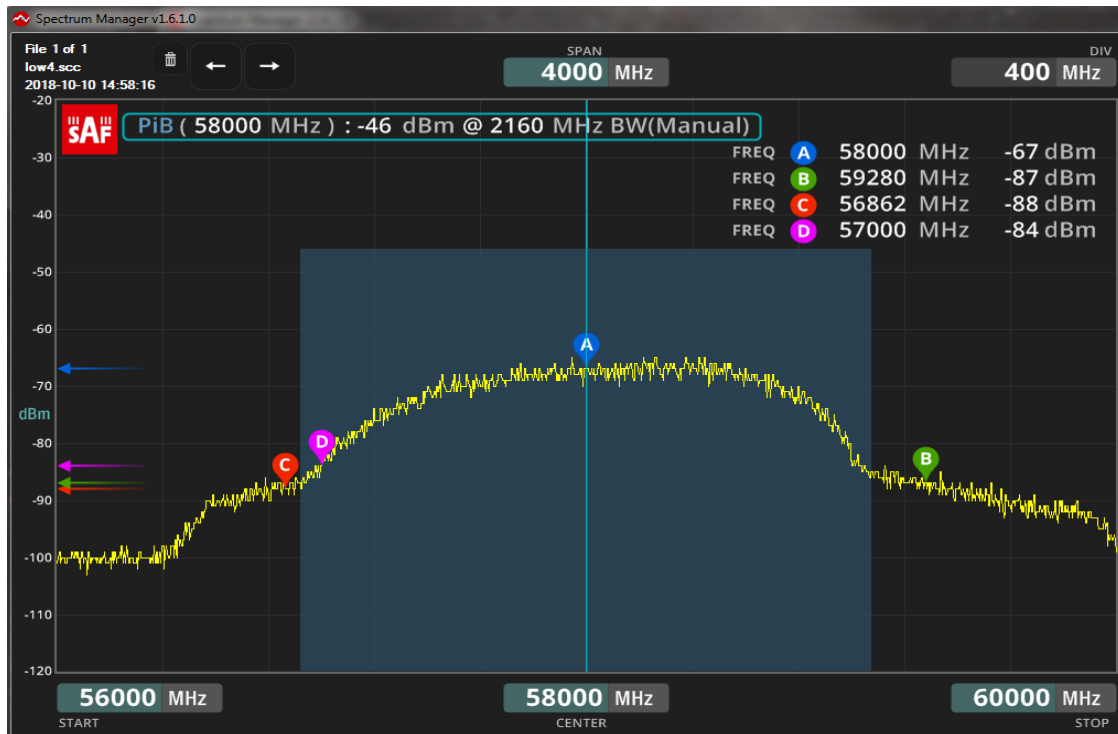 Spectrum Manager v1.6.1.0
File 1 of 1
low4.scc
2018-10-10 14:58:16
← →
SPAN
4000 MHz
DIV
400 MHz
SAF
PiB ( 58000 MHz ) : -46 dBm @ 2160 MHz BW(Manual)
FREQ A 58000 MHz -67 dBm
FREQ B 59280 MHz -87 dBm
FREQ C 56862 MHz -88 dBm
FREQ D 57000 MHz -84 dBm
-20
-30
-40
-50
-60
-70
dBm
-80
-90
-100
-110
-120
A
D
C
B
56000 MHz
START
58000 MHz
CENTER
60000 MHz
STOP